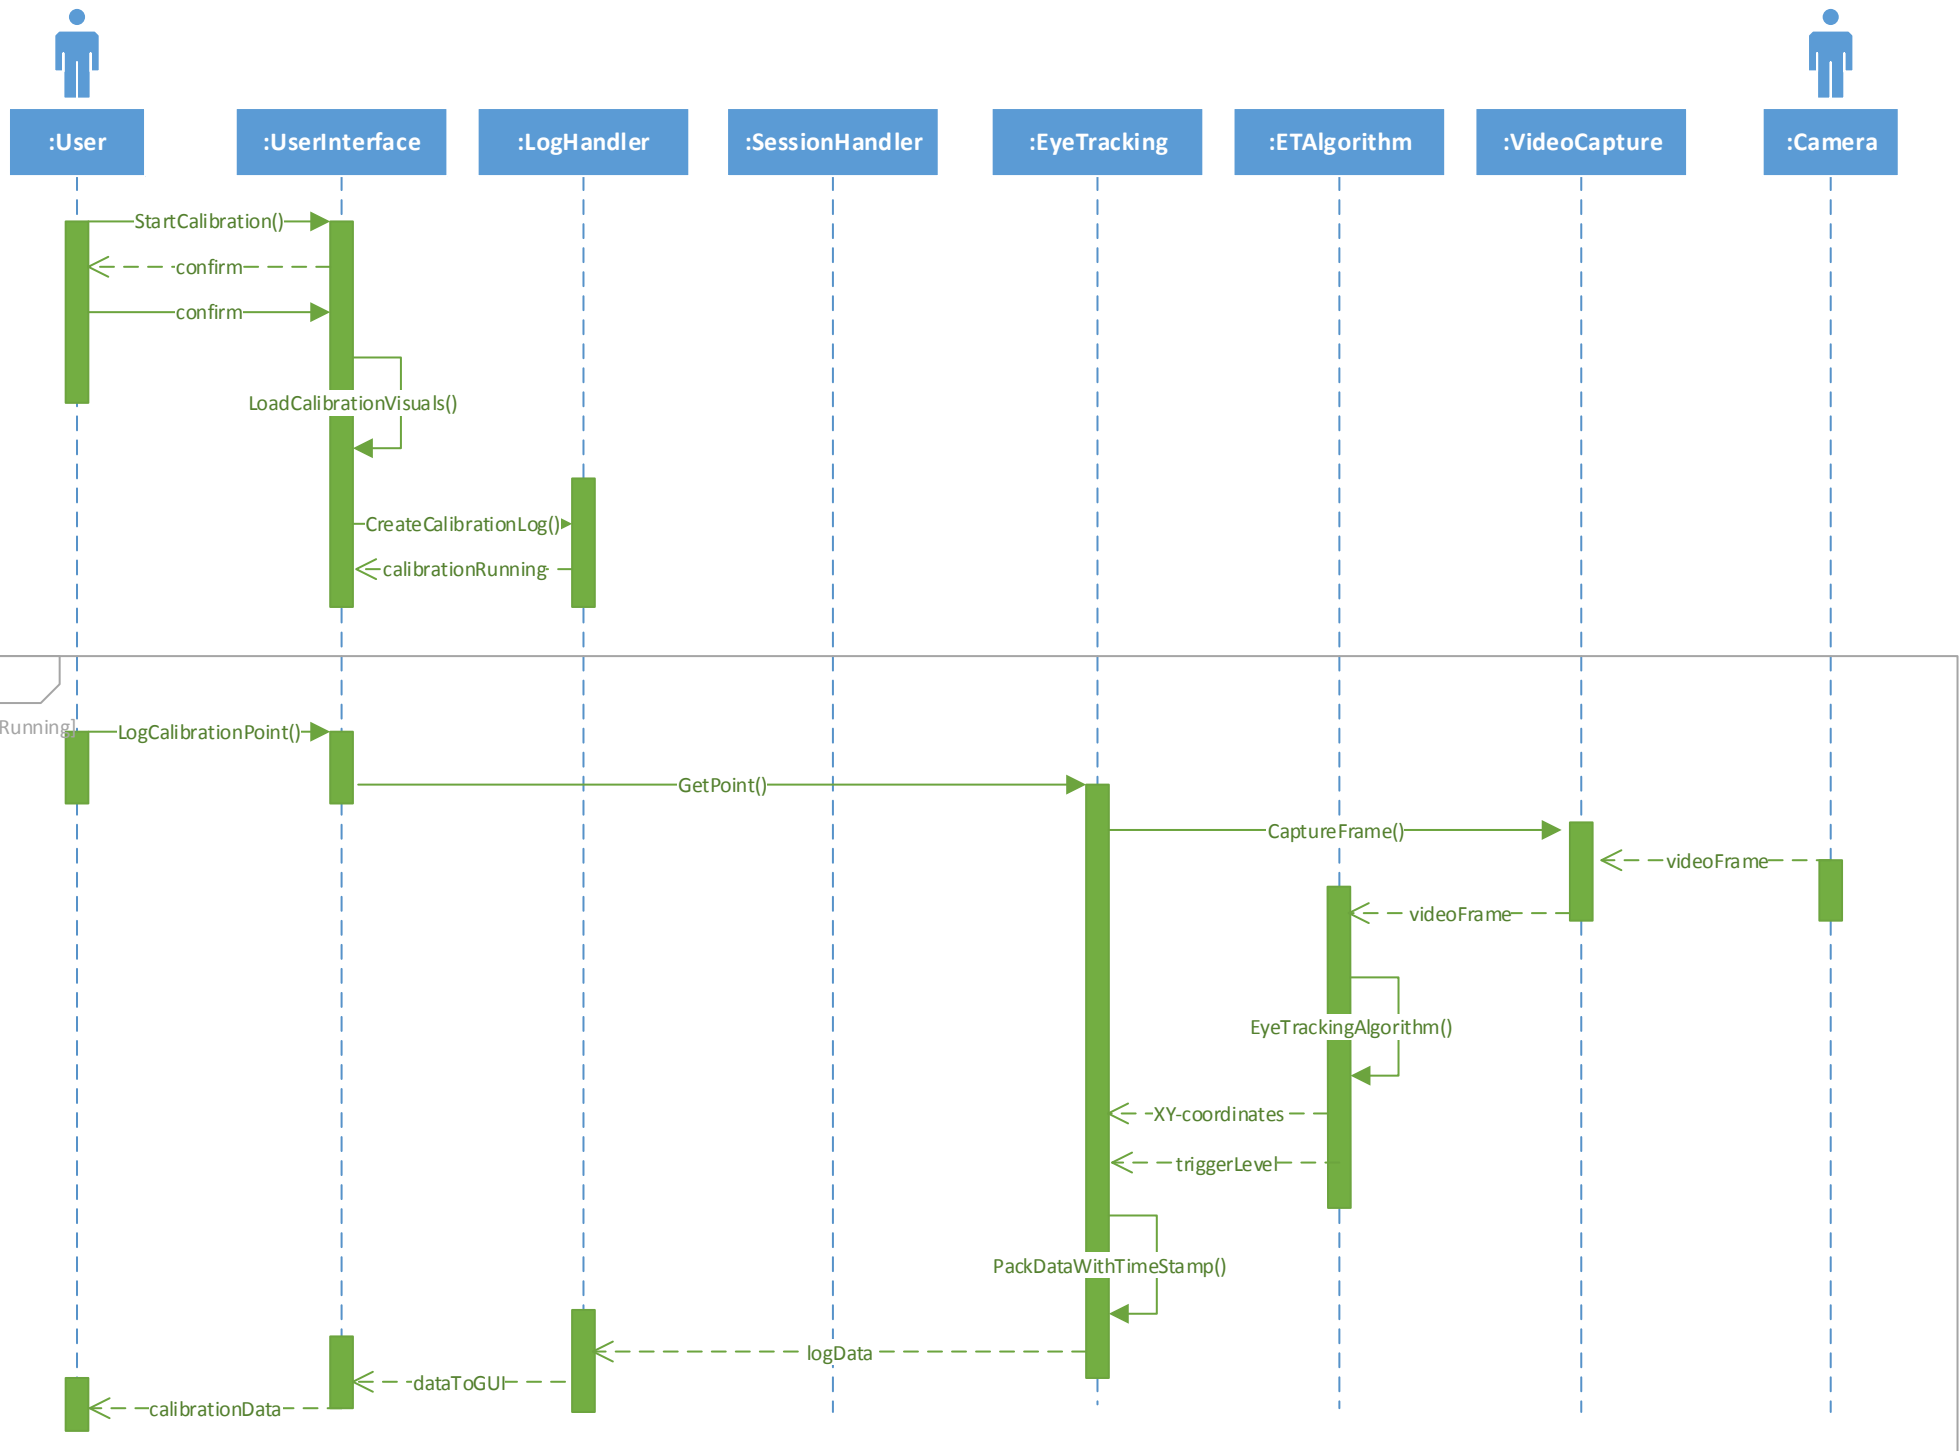 :User
:UserInterface
:LogHandler
:SessionHandler
:EyeTracking
:ETAlgorithm
:VideoCapture
:Camera
StartCalibration()
confirm
confirm
LoadCalibrationVisuals()
CreateCalibrationLog()
calibrationRunning
Running]
LogCalibrationPoint()
GetPoint()
CaptureFrame()
videoFrame
videoFrame
EyeTrackingAlgorithm()
XY-coordinates
triggerLevel
PackDataWithTimeStamp()
logData
dataToGUI
calibrationData